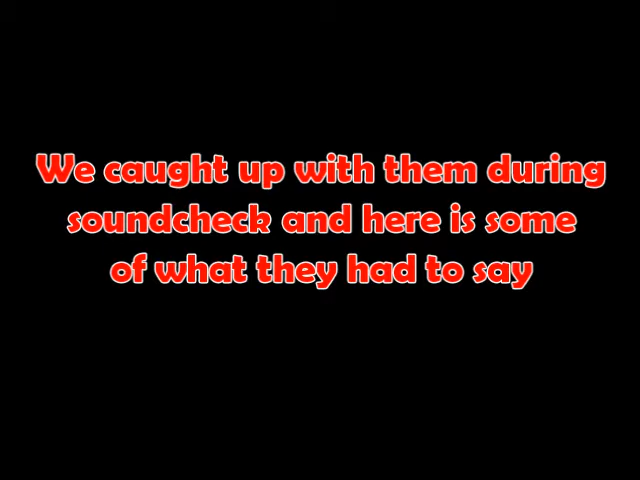 We caught up with them during
soundcheck and here is some
of what they had to say